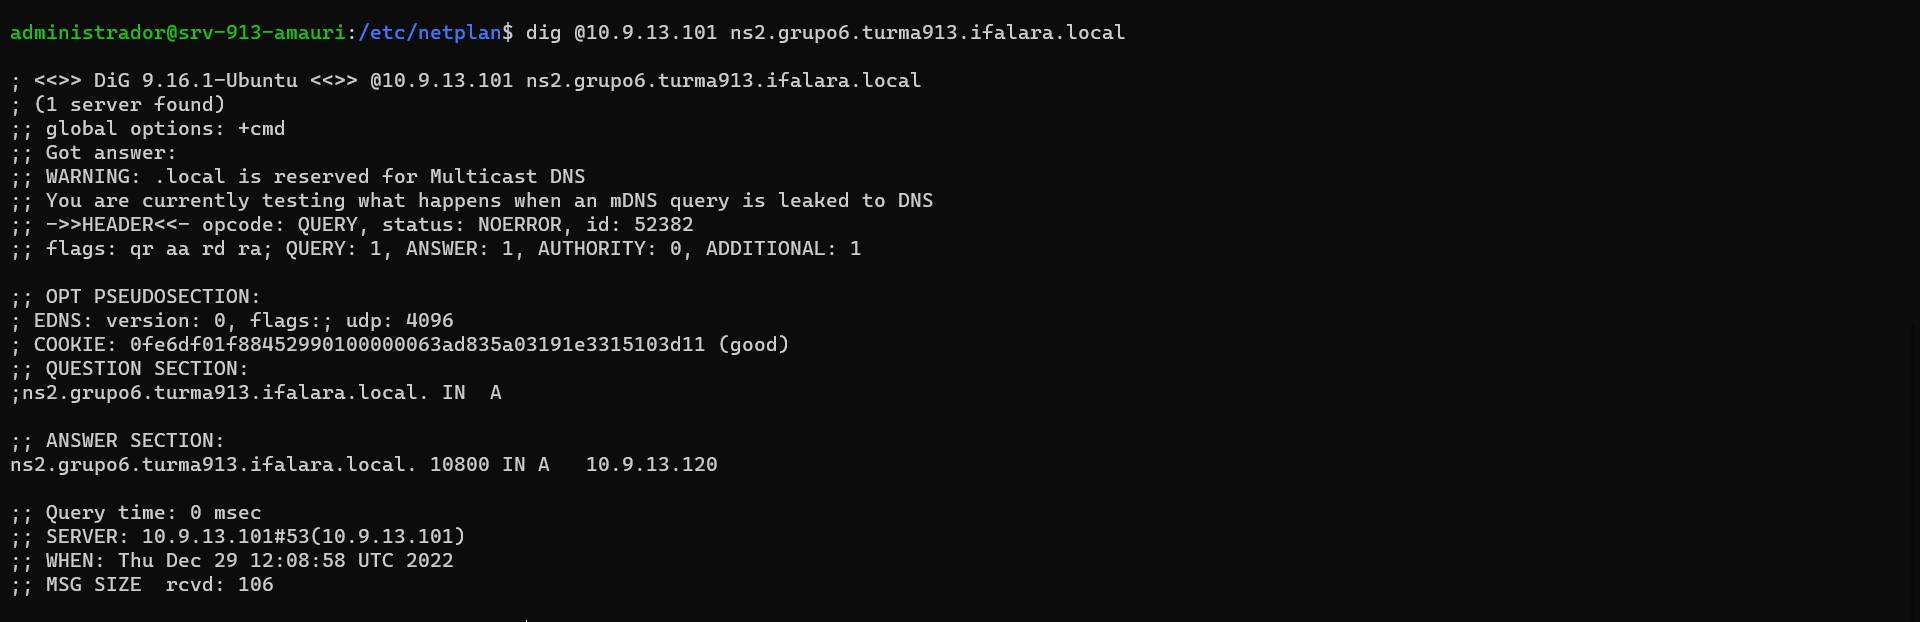 administrador@srv-913-amauri:/etc/netplan$ dig @10.9.13.101 ns2.grupo6.turma913.ifalara.local
; <<>> DiG 9.16.1-Ubuntu <<>> @10.9.13.101 ns2.grupo6.turma913.ifalara.local
; (1 server found)
;; global options: +cmd
;; Got answer:
;; WARNING: .local is reserved for Multicast DNS
;; You are currently testing what happens when an mDNS query is leaked to DNS
;; ->>HEADER<<- opcode: QUERY, status: NOERROR, id: 52382
;; flags: qr aa rd ra; QUERY: 1, ANSWER: 1, AUTHORITY: 0, ADDITIONAL: 1
;; OPT PSEUDOSECTION:
; EDNS: version: 0, flags:; udp: 4096
; COOKIE: 0fe6df01f88452990100000063ad835a03191e3315103d11 (good)
;; QUESTION SECTION:
;ns2.grupo6.turma913.ifalara.local. IN  A
;; ANSWER SECTION:
ns2.grupo6.turma913.ifalara.local. 10800 IN A   10.9.13.120
;; Query time: 0 msec
;; SERVER: 10.9.13.101#53(10.9.13.101)
;; WHEN: Thu Dec 29 12:08:58 UTC 2022
;; MSG SIZE  rcvd: 106